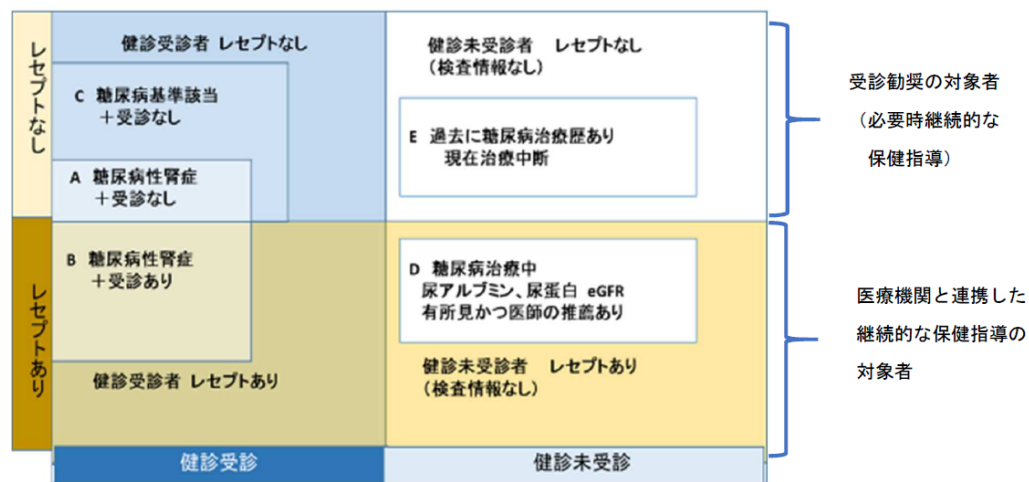 レセプトなし
健診受診者 レセプトなし
C 糖尿病基準該当
＋受診なし
A 糖尿病性腎症
＋受診なし
健診未受診者 レセプトなし
（検査情報なし）
E 過去に糖尿病治療歴あり
現在治療中断
受診勧奨の対象者
（必要時継続的な
保健指導）
レセプトあり
B 糖尿病性腎症
＋受診あり
健診受診者 レセプトあり
D 糖尿病治療中
尿アルブミン、尿蛋白 eGFR
有所見かつ医師の推薦あり
健診未受診者 レセプトあり
（検査情報なし）
医療機関と連携した
継続的な保健指導の
対象者
健診受診
健診未受診